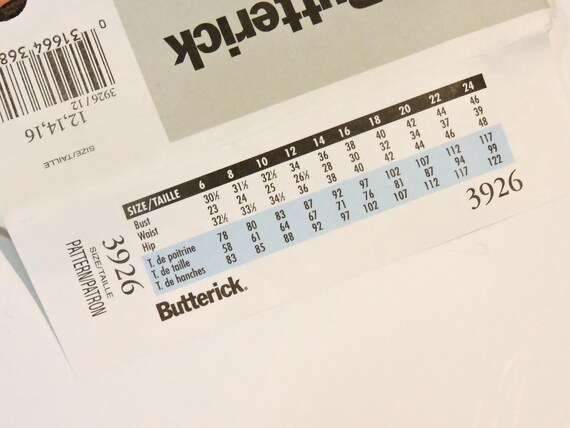 Butterick
0 31664 368
3926/12
12,14,16
SIZE/TAILLE
SIZE/TAILLE 6 8 10 12 14 16 18 20 22 24
Bust 30½ 31½ 32½ 34 36 38 40 42 44 46
Waist 23 24 25 26½ 28 30 32 34 37 39
Hip 32½ 33½ 34½ 36 38 40 42 44 46 48
T. de poitrine 78 80 83 87 92 97 102 107 112 117
T. de taille 58 61 64 67 71 76 81 87 94 99
T. de hanches 83 85 88 92 97 102 107 112 117 122
Butterick.
3926
3926
SIZE/TAILLE
PATTERN/PATRON